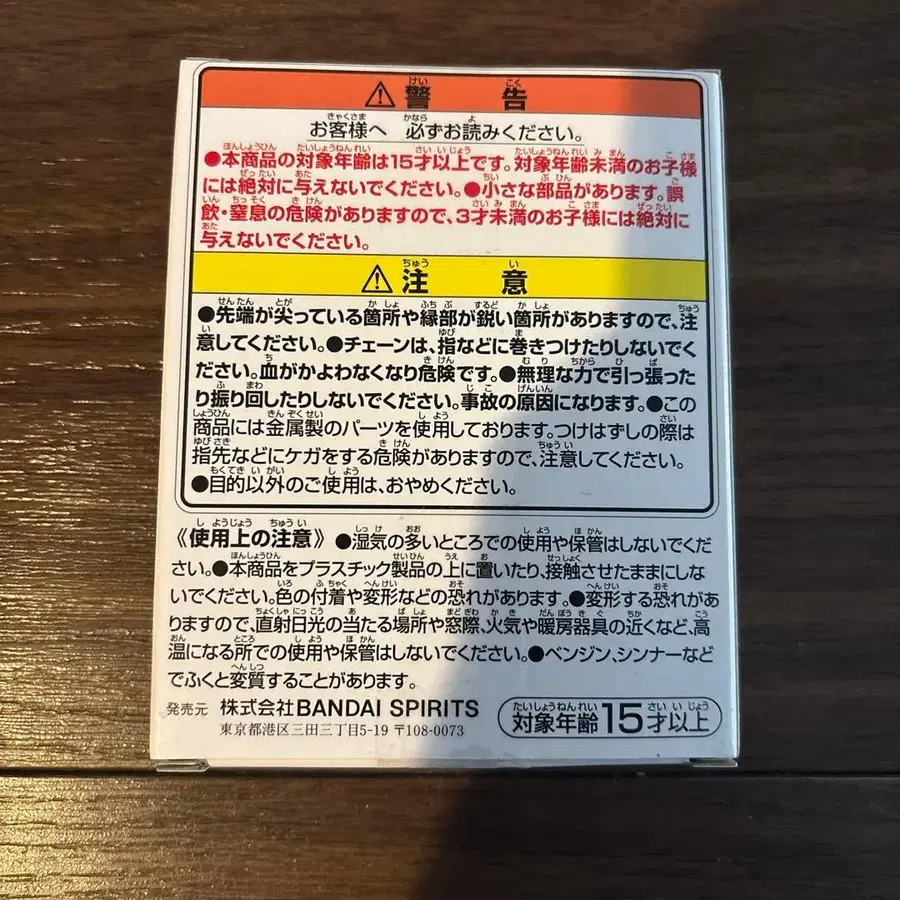 ⚠警告
お客様へ 必ずお読みください。
●本商品の対象年齢は15才以上です。対象年齢未満のお子様
には絶対に与えないでください。●小さな部品があります。誤
飲・窒息の危険がありますので、3才未満のお子様には絶対に
与えないでください。
⚠注意
●先端が尖っている箇所や縁部が鋭い箇所がありますので、注
意してください。●チェーンは、指などに巻きつけたりしないでく
ださい。血がかよわなくなり危険です。●無理な力で引っ張った
り振り回したりしないでください。事故の原因になります。●この
商品には金属製のパーツを使用しております。つけはずしの際は
指先などにケガをする危険がありますので、注意してください。
●目的以外のご使用は、おやめください。
《使用上の注意》●湿気の多いところでの使用や保管はしないでくだ
さい。●本商品をプラスチック製品の上に置いたり、接触させたままにしな
いでください。色の付着や変形などの恐れがあります。●変形する恐れがあ
りますので、直射日光の当たる場所や窓際、火気や暖房器具の近くなど、高
温になる所での使用や保管はしないでください。●ベンジン、シンナーなど
でふくと変質することがあります。
発売元 株式会社BANDAI SPIRITS
東京都港区三田三丁目5-19 〒108-0073
対象年齢15才以上